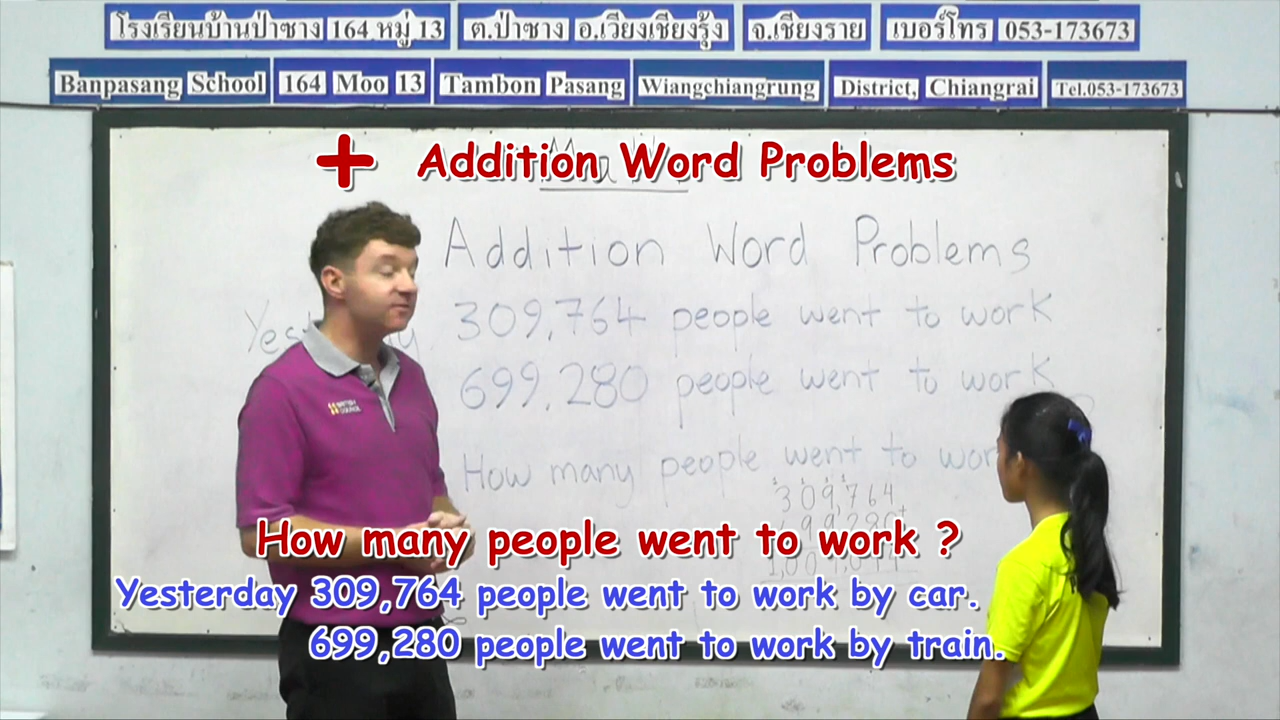 โรงเรียนบ้านป่าซาง 164 หมู่ 13 ต.ป่าซาง อ.เวียงเชียงรุ้ง จ.เชียงราย เบอร์โทร 053-173673
Banpasang School 164 Moo 13 Tambon Pasang Wiangchiangrung District, Chiangrai Tel.053-173673
+ Addition Word Problems
Addition Word Problems
309,764 people went to work
699,280 people went to work
BRITISH COUNCIL
How many people went to
309,764
How many people went to work ?
Yesterday 309,764 people went to work by car.
699,280 people went to work by train.